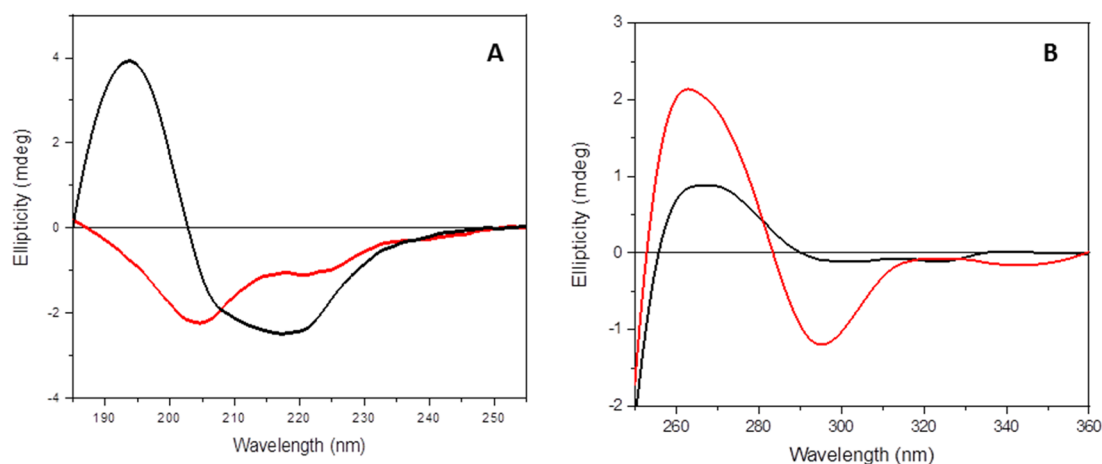 A
Ellipticity (mdeg)
4
2
0
-2
-4
190 200 210 220 230 240 250
Wavelength (nm)
B
Ellipticity (mdeg)
3
2
1
0
-1
-2
260 280 300 320 340 360
Wavelength (nm)